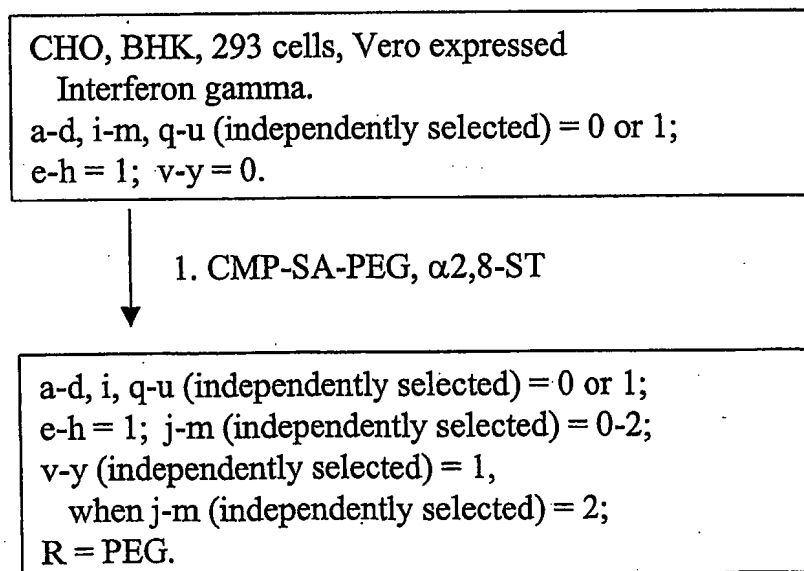 CHO, BHK, 293 cells, Vero expressed
Interferon gamma.
a-d, i-m, q-u (independently selected) = 0 or 1;
e-h = 1; v-y = 0.
1. CMP-SA-PEG, α2,8-ST
a-d, i, q-u (independently selected) = 0 or 1;
e-h = 1; j-m (independently selected) = 0-2;
v-y (independently selected) = 1,
when j-m (independently selected) = 2;
R = PEG.